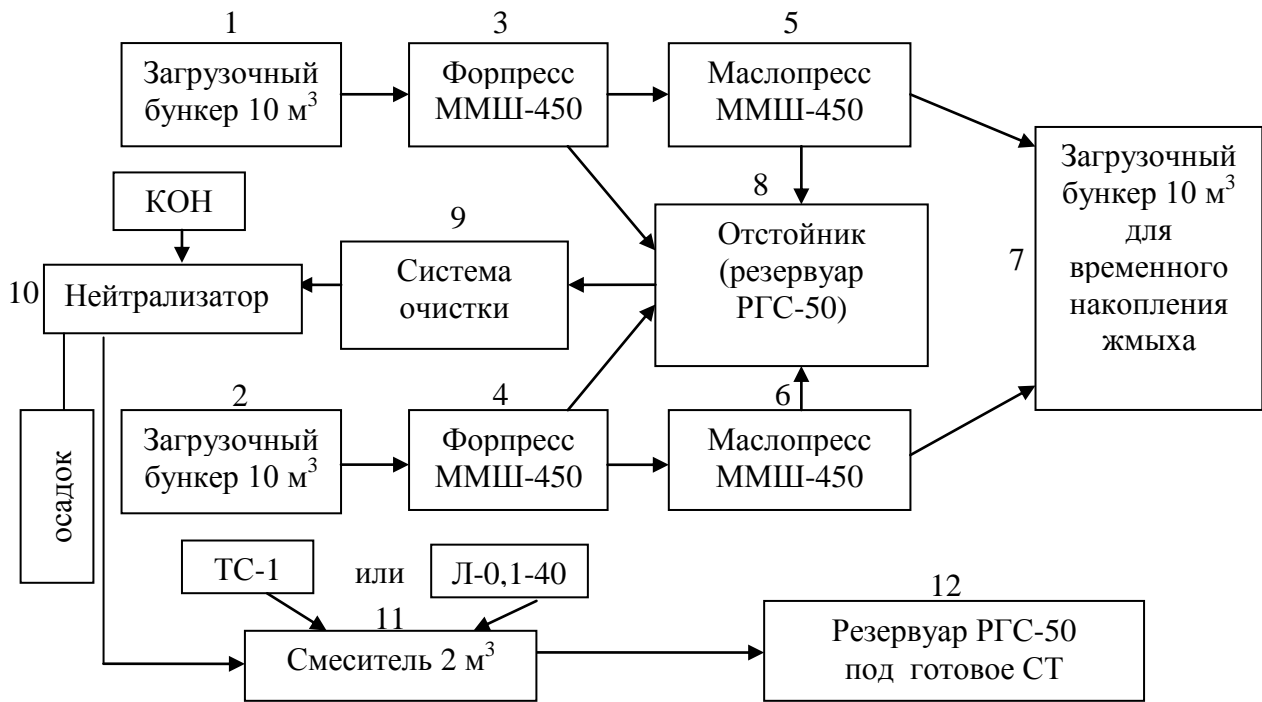 1
3
5
Загрузочный
бункер 10 м³
Форпресс
ММШ-450
Маслопресс
ММШ-450
Загрузочный
бункер 10 м³
для
временного
накопления
жмыха
7
КОН
9
8
Отстойник
(резервуар
РГС-50)
Система
очистки
10
Нейтрализатор
2
4
6
Загрузочный
бункер 10 м³
Форпресс
ММШ-450
Маслопресс
ММШ-450
осадок
ТС-1
или
Л-0,1-40
11
12
Смеситель 2 м³
Резервуар РГС-50
под готовое СТ